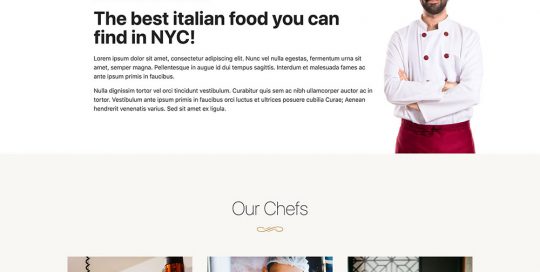 The best italian food you can
find in NYC!
Lorem ipsum dolor sit amet, consectetur adipiscing elit. Nunc vel nulla egestas, fermentum urna sit
amet, semper magna. Pellentesque in augue id dui tempus sagittis. Interdum et malesuada fames ac
ante ipsum primis in faucibus.
Nulla dignissim tortor vel orci tincidunt vestibulum. Curabitur quis sem ac nibh ullamcorper auctor ac in
tortor. Vestibulum ante ipsum primis in faucibus orci luctus et ultrices posuere cubilia Curae; Aenean
hendrerit venenatis varius. Sed sit amet ex ligula.
Our Chefs